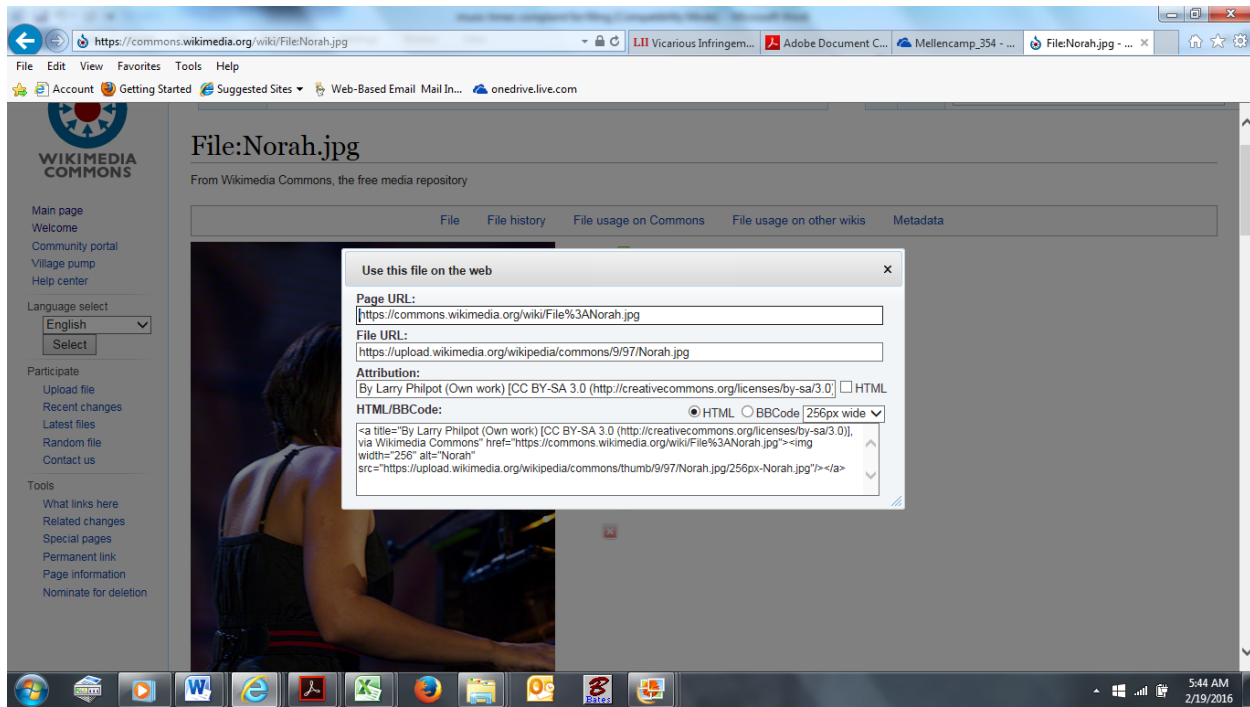 https://commons.wikimedia.org/wiki/File:Norah.jpg
LII Vicarious Infringem...
Adobe Document C...
Mellencamp_354 - ...
File:Norah.jpg - ...
File Edit View Favorites Tools Help
Account Getting Started Suggested Sites Web-Based Email Mail In... onedrive.live.com
WIKIMEDIA
COMMONS
File:Norah.jpg
From Wikimedia Commons, the free media repository
Main page
Welcome
Community portal
Village pump
Help center
Language select
English
Select
Participate
Upload file
Recent changes
Latest files
Random file
Contact us
Tools
What links here
Related changes
Special pages
Permanent link
Page information
Nominate for deletion
File File history File usage on Commons File usage on other wikis Metadata
Use this file on the web
Page URL:
https://commons.wikimedia.org/wiki/File%3ANorah.jpg
File URL:
https://upload.wikimedia.org/wikipedia/commons/9/97/Norah.jpg
Attribution:
By Larry Philpot (Own work) [CC BY-SA 3.0 (http://creativecommons.org/licenses/by-sa/3.0)
HTML
HTML/BBCode:
HTML BBCode 256px wide
<a title="By Larry Philpot (Own work) [CC BY-SA 3.0 (http://creativecommons.org/licenses/by-sa/3.0)],
via Wikimedia Commons" href="https://commons.wikimedia.org/wiki/File%3ANorah.jpg"><img
width="256" alt="Norah"
src="https://upload.wikimedia.org/wikipedia/commons/thumb/9/97/Norah.jpg/256px-Norah.jpg"/></a>
B
Bates
5:44 AM
2/19/2016